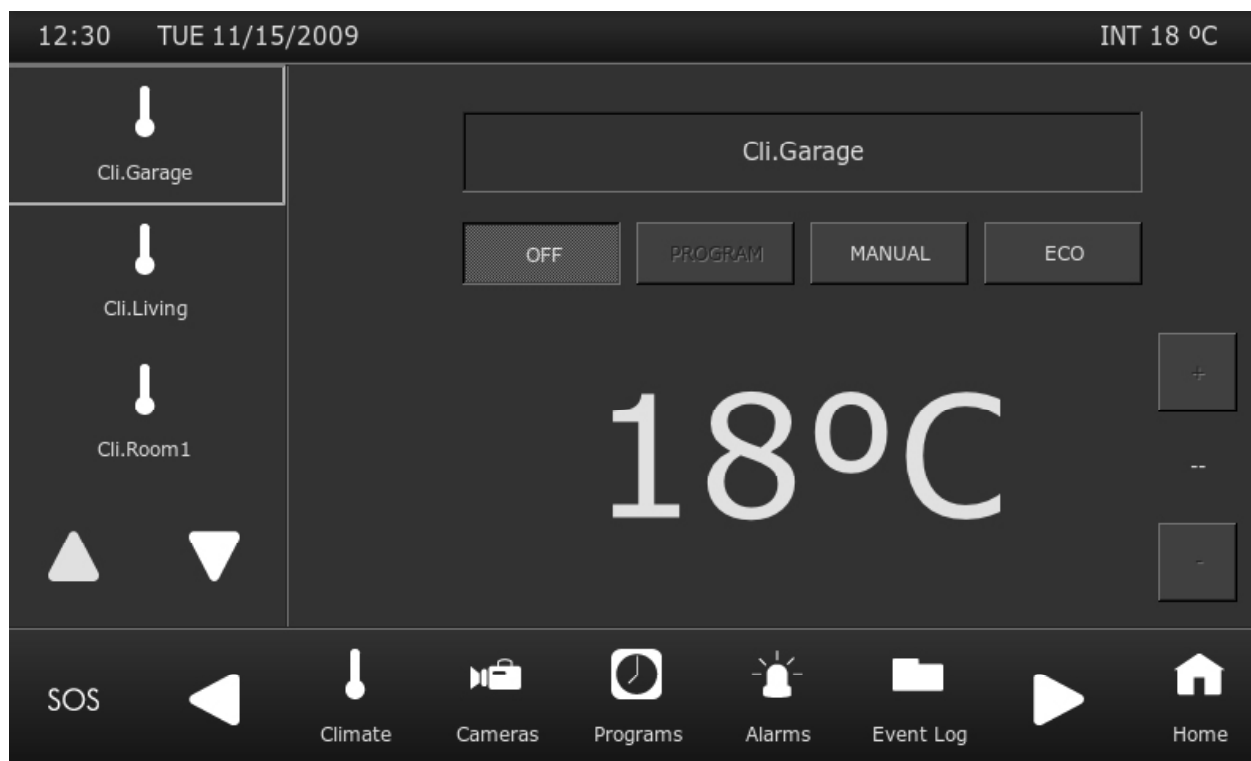 12:30 TUE 11/15/2009 INT 18 ºC
Cli.Garage
Cli.Living
Cli.Room1
Cli.Garage
OFF PROGRAM MANUAL ECO
+
18ºC
--
-
SOS
Climate Cameras Programs Alarms Event Log Home